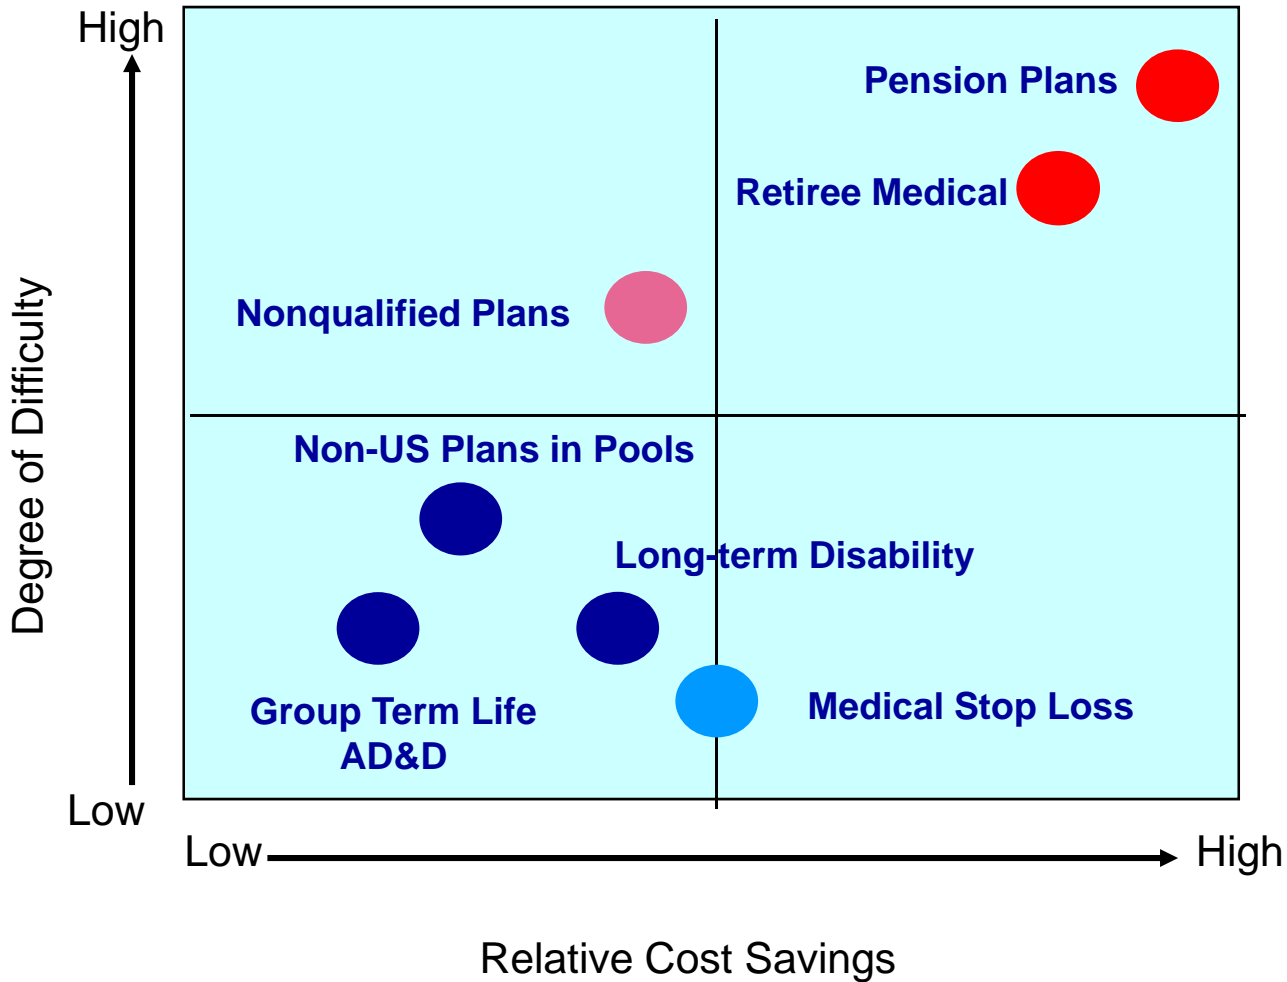 High
Pension Plans
Retiree Medical
Nonqualified Plans
Degree of Difficulty
Non-US Plans in Pools
Long-term Disability
Group Term Life
AD&D
Medical Stop Loss
Low
Low
High
Relative Cost Savings